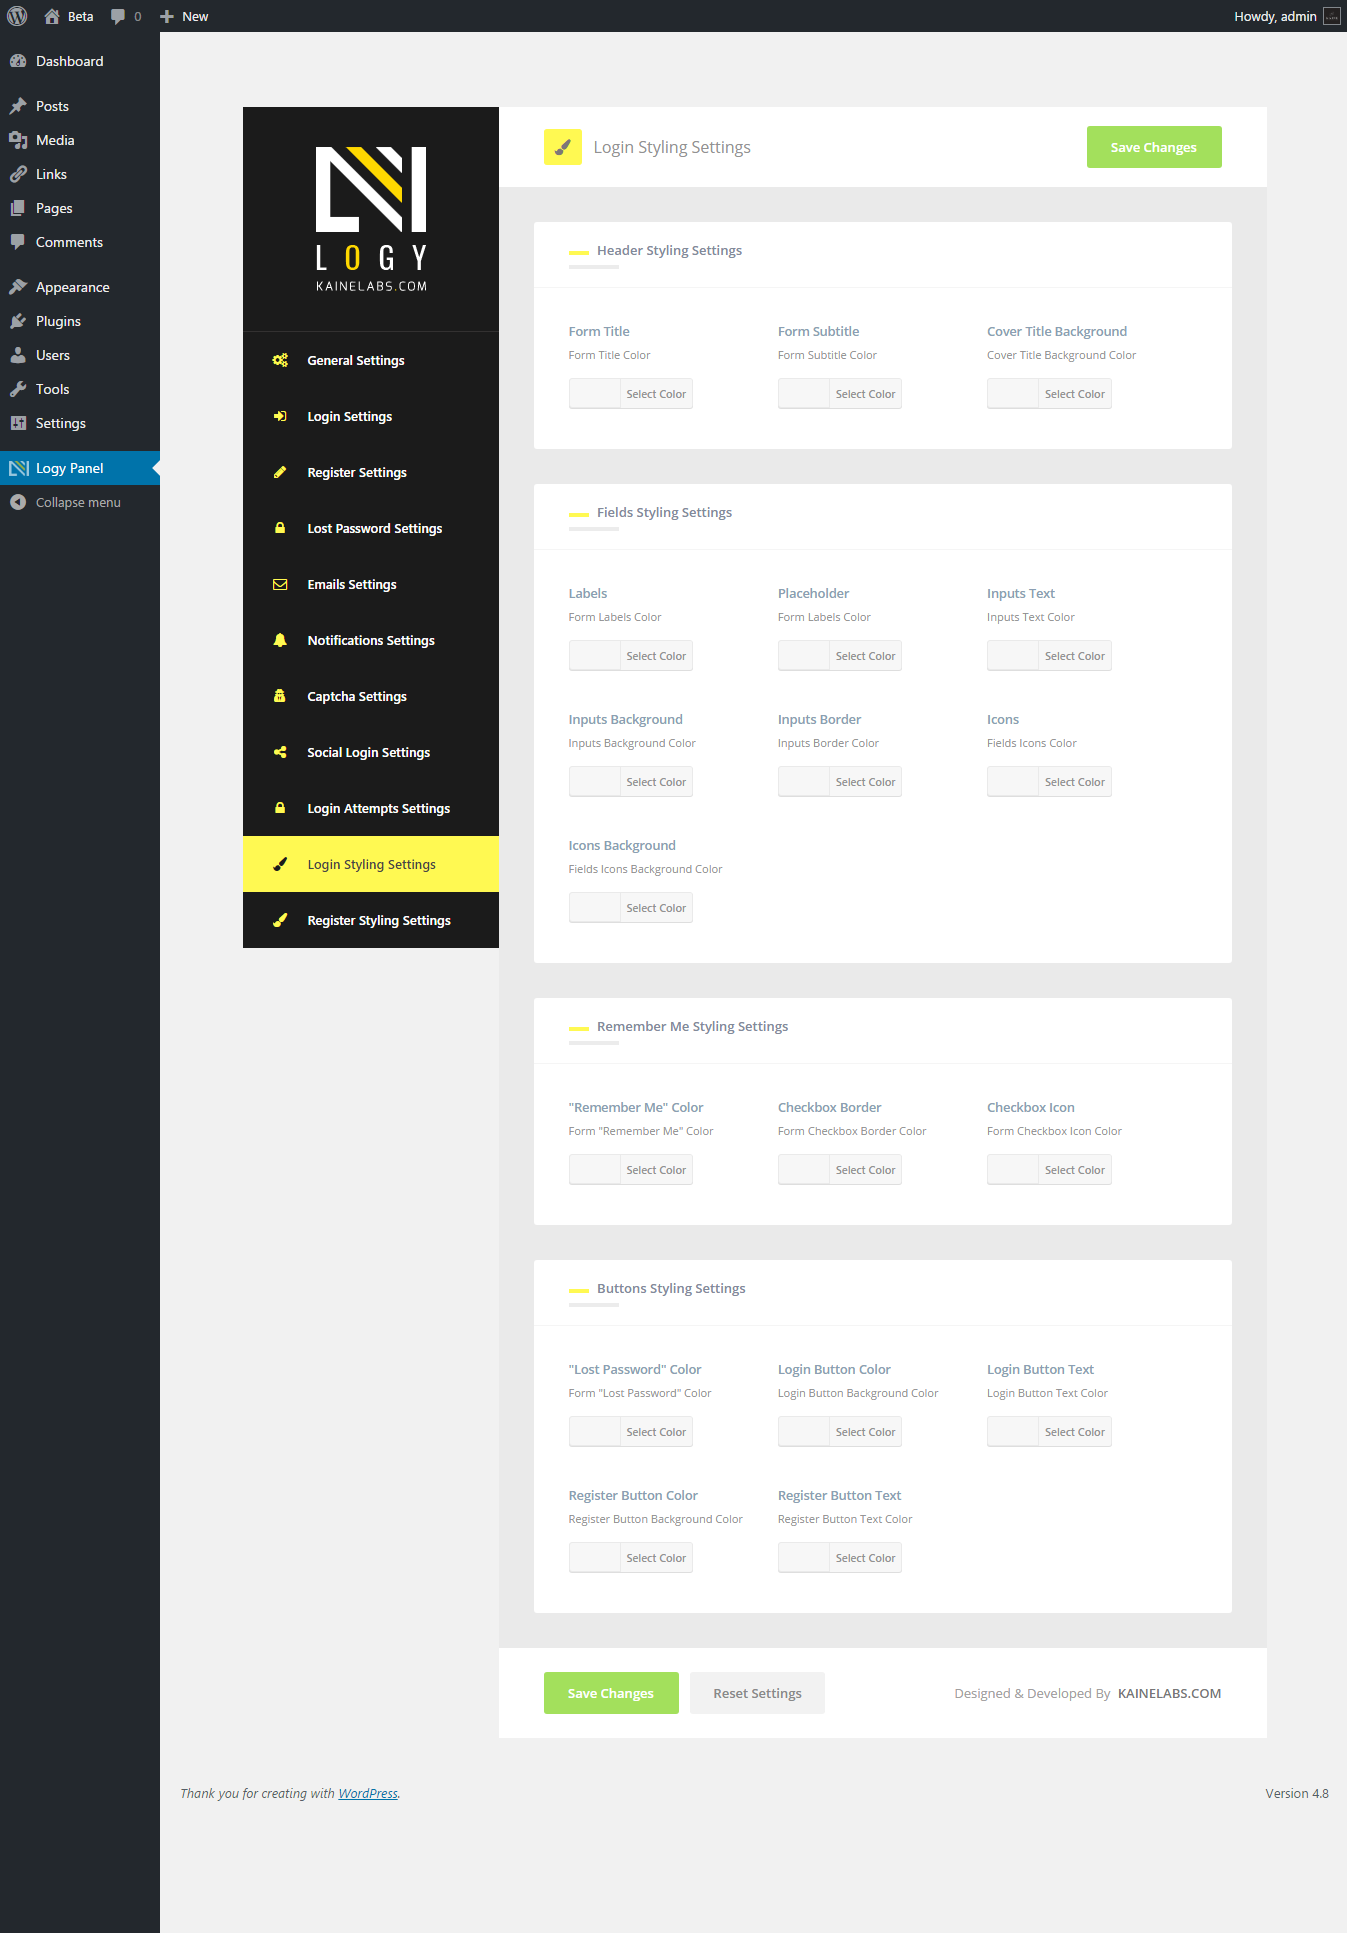 Beta
0
New
Howdy, admin
Dashboard
Posts
Media
Links
Pages
Comments
Appearance
Plugins
Users
Tools
Settings
Logy Panel
Collapse menu
LOGY
KAINELABS.COM
General Settings
Login Settings
Register Settings
Lost Password Settings
Emails Settings
Notifications Settings
Captcha Settings
Social Login Settings
Login Attempts Settings
Login Styling Settings
Register Styling Settings
Login Styling Settings
Save Changes
Header Styling Settings
Form Title Form Subtitle Cover Title Background
Form Title Color Form Subtitle Color Cover Title Background Color
Select Color Select Color Select Color
Fields Styling Settings
Labels Placeholder Inputs Text
Form Labels Color Form Labels Color Inputs Text Color
Select Color Select Color Select Color
Inputs Background Inputs Border Icons
Inputs Background Color Inputs Border Color Fields Icons Color
Select Color Select Color Select Color
Icons Background
Fields Icons Background Color
Select Color
Remember Me Styling Settings
"Remember Me" Color Checkbox Border Checkbox Icon
Form "Remember Me" Color Form Checkbox Border Color Form Checkbox Icon Color
Select Color Select Color Select Color
Buttons Styling Settings
"Lost Password" Color Login Button Color Login Button Text
Form "Lost Password" Color Login Button Background Color Login Button Text Color
Select Color Select Color Select Color
Register Button Color Register Button Text
Register Button Background Color Register Button Text Color
Select Color Select Color
Save Changes Reset Settings Designed & Developed By KAINELABS.COM
Thank you for creating with WordPress. Version 4.8